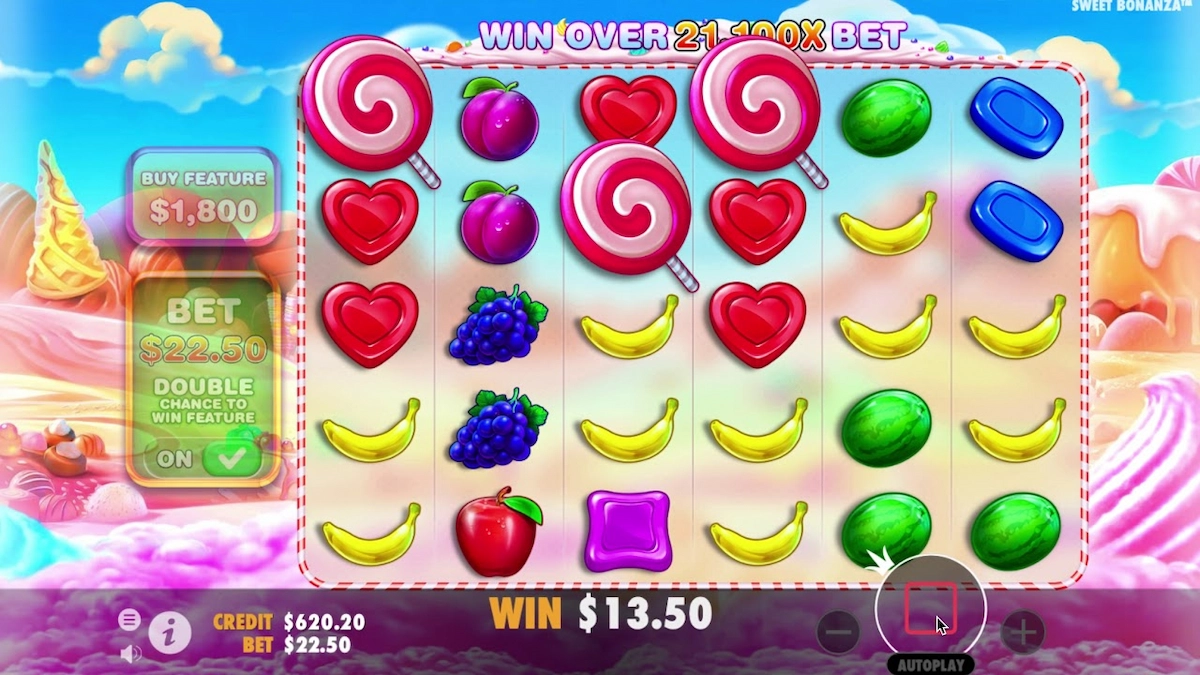 SWEET BONANZA™
WIN OVER 21,100X BET
BUY FEATURE
$1,800
BET
$22.50
DOUBLE
CHANCE TO
WIN FEATURE
ON
WIN $13.50
CREDIT $620.20
BET $22.50
AUTOPLAY